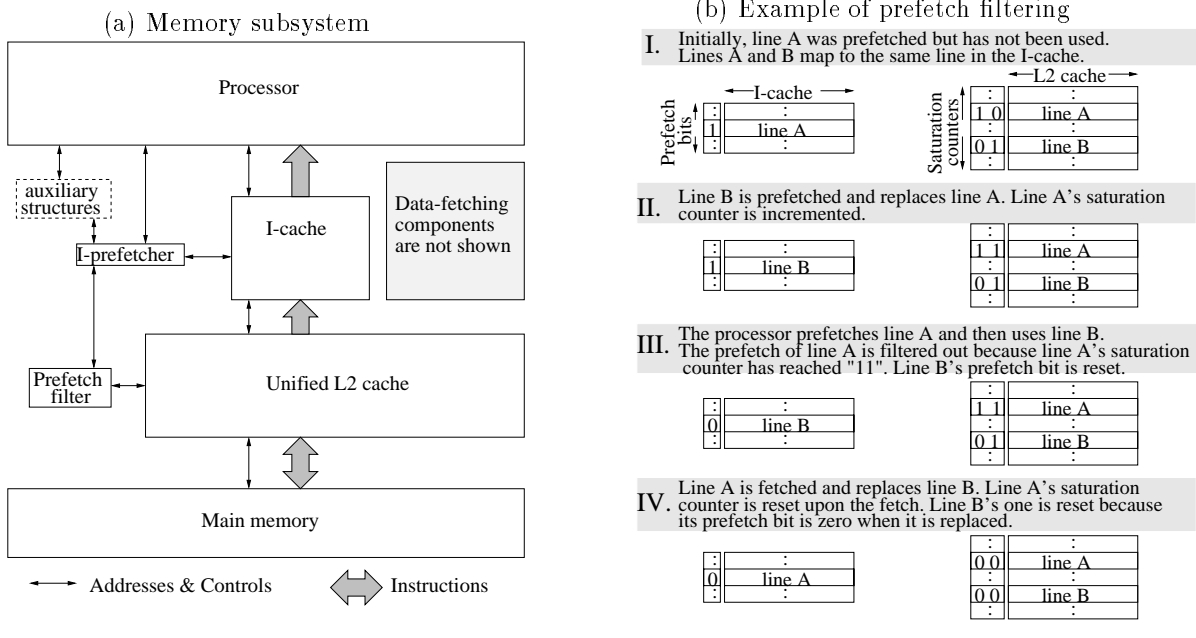 (a) Memory subsystem
Processor
auxiliary
structures
I-prefetcher
I-cache
Data-fetching
components
are not shown
Prefetch
filter
Unified L2 cache
Main memory
Addresses & Controls
Instructions
(b) Example of prefetch filtering
I. Initially, line A was prefetched but has not been used.
Lines A and B map to the same line in the I-cache.
I-cache
L2 cache
Prefetch
bits
Saturation
counters
: :
1 line A
: :
: :
1 0 line A
: :
0 1 line B
: :
II. Line B is prefetched and replaces line A. Line A's saturation
counter is incremented.
: :
1 line B
: :
: :
1 1 line A
: :
0 1 line B
: :
III. The processor prefetches line A and then uses line B.
The prefetch of line A is filtered out because line A's saturation
counter has reached "11". Line B's prefetch bit is reset.
: :
0 line B
: :
: :
1 1 line A
: :
0 1 line B
: :
IV. Line A is fetched and replaces line B. Line A's saturation
counter is reset upon the fetch. Line B's one is reset because
its prefetch bit is zero when it is replaced.
: :
0 line A
: :
: :
0 0 line A
: :
0 0 line B
: :